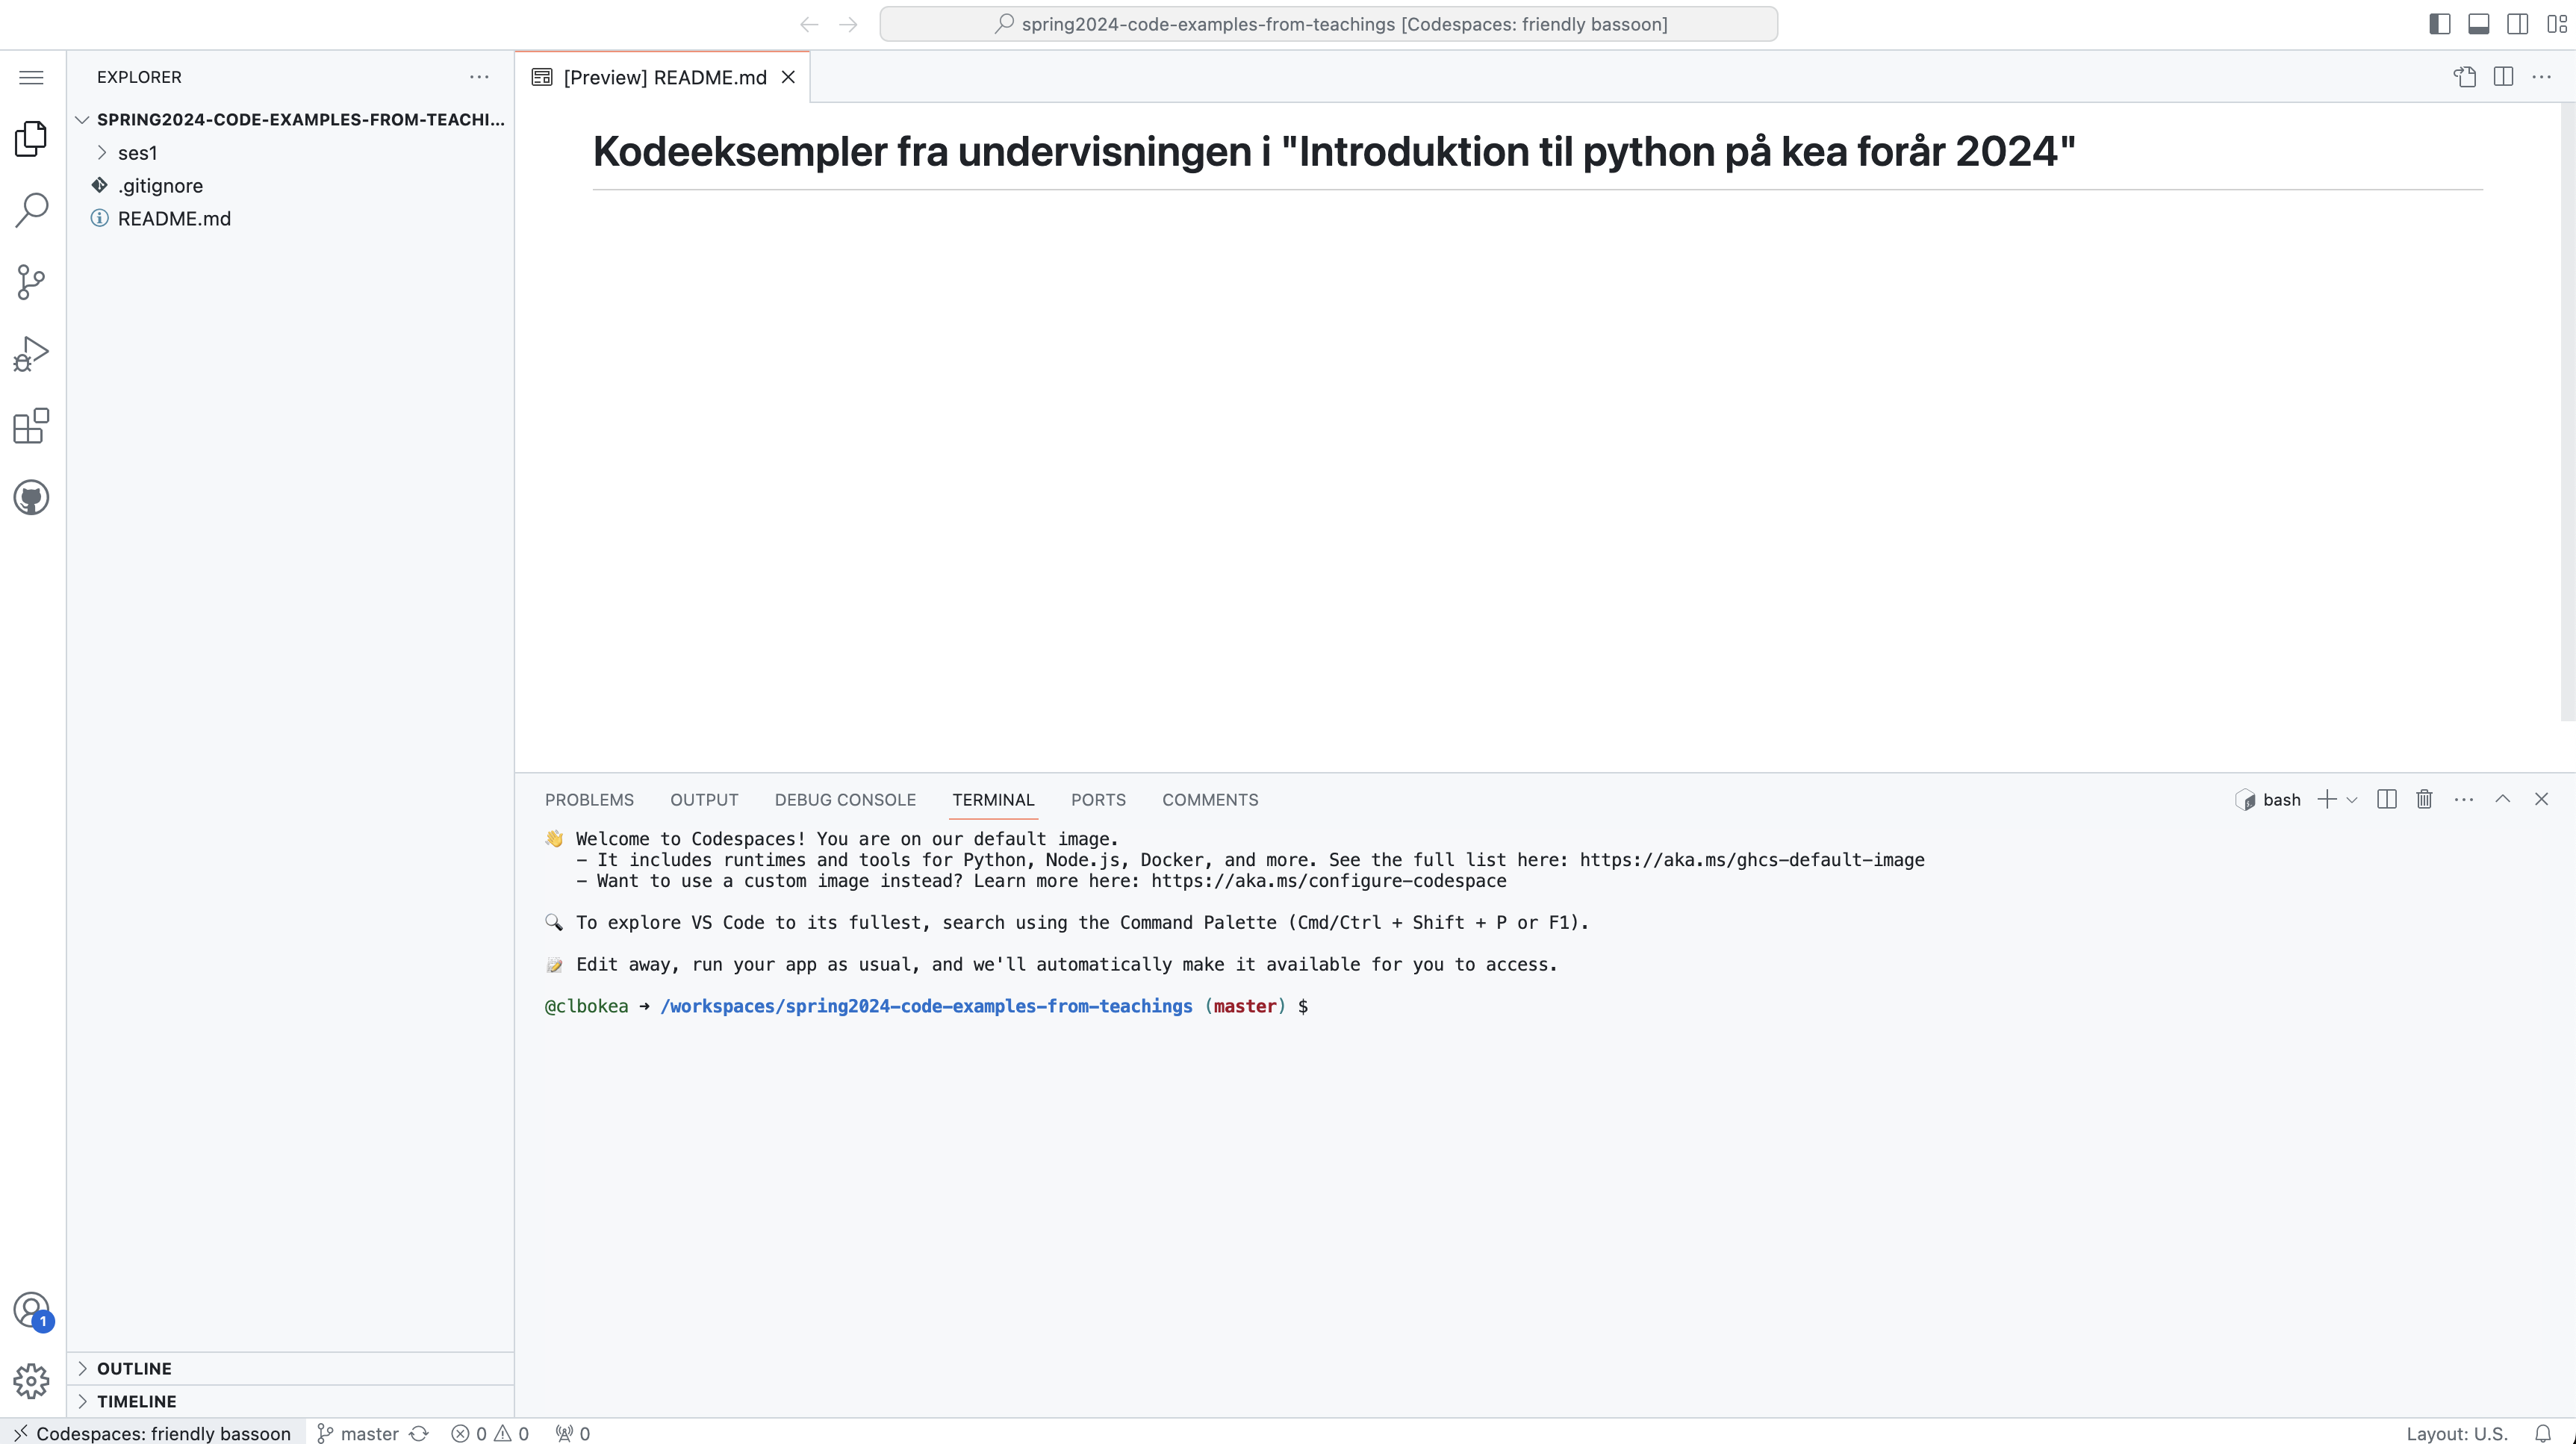 spring2024-code-examples-from-teachings [Codespaces: friendly bassoon]
EXPLORER
SPRING2024-CODE-EXAMPLES-FROM-TEACHI...
ses1
.gitignore
README.md
OUTLINE
TIMELINE
[Preview] README.md
Kodeeksempler fra undervisningen i "Introduktion til python på kea forår 2024"
PROBLEMS OUTPUT DEBUG CONSOLE TERMINAL PORTS COMMENTS bash
👋 Welcome to Codespaces! You are on our default image.
- It includes runtimes and tools for Python, Node.js, Docker, and more. See the full list here: https://aka.ms/ghcs-default-image
- Want to use a custom image instead? Learn more here: https://aka.ms/configure-codespace
🔍 To explore VS Code to its fullest, search using the Command Palette (Cmd/Ctrl + Shift + P or F1).
📝 Edit away, run your app as usual, and we'll automatically make it available for you to access.
@clbokea ➜ /workspaces/spring2024-code-examples-from-teachings (master) $
1
Codespaces: friendly bassoon master 0 0 0 Layout: U.S.